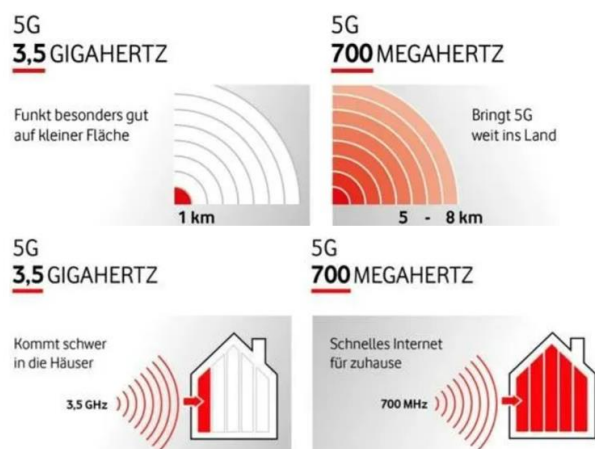 5G
3,5 GIGAHERTZ
Funkt besonders gut
auf kleiner Fläche
1 km
5G
700 MEGAHERTZ
Bringt 5G
weit ins Land
5 - 8 km
5G
3,5 GIGAHERTZ
Kommt schwer
in die Häuser
3,5 GHz
5G
700 MEGAHERTZ
Schnelles Internet
für zuhause
700 MHz